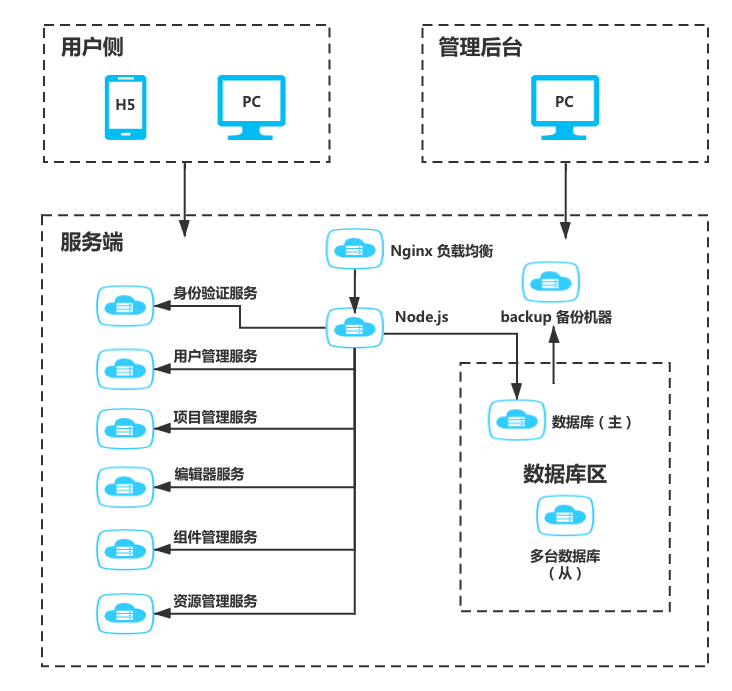 用户侧
H5
PC
管理后台
PC
服务端
Nginx 负载均衡
身份验证服务
Node.js
backup 备份机器
用户管理服务
项目管理服务
数据库（主）
编辑器服务
数据库区
组件管理服务
多台数据库
（从）
资源管理服务